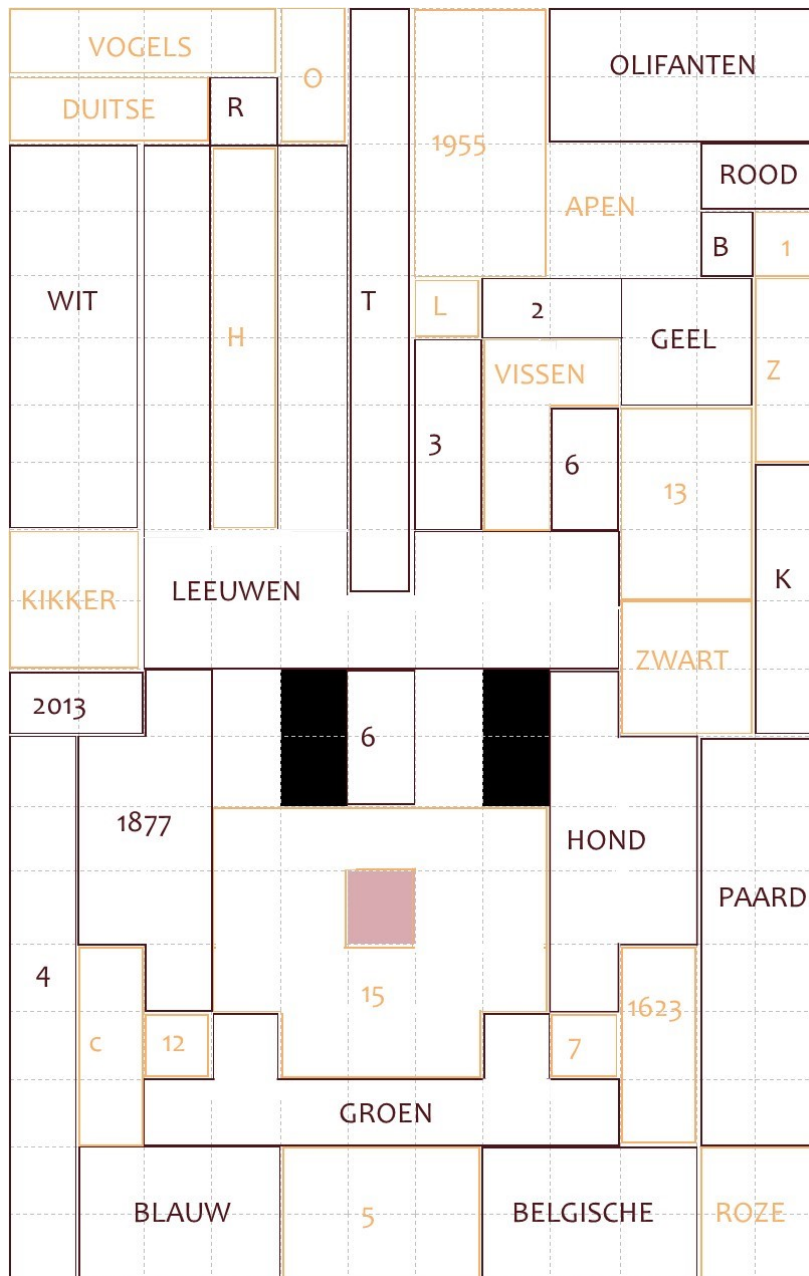 VOGELS
O
OLIFANTEN
DUITSE
R
1955
ROOD
APEN
B
1
WIT
T
L
2
H
GEEL
Z
VISSEN
3
6
13
K
LEEUWEN
KIKKER
ZWART
2013
6
1877
HOND
PAARD
4
15
1623
C
12
7
GROEN
BLAUW
5
BELGISCHE
ROZE